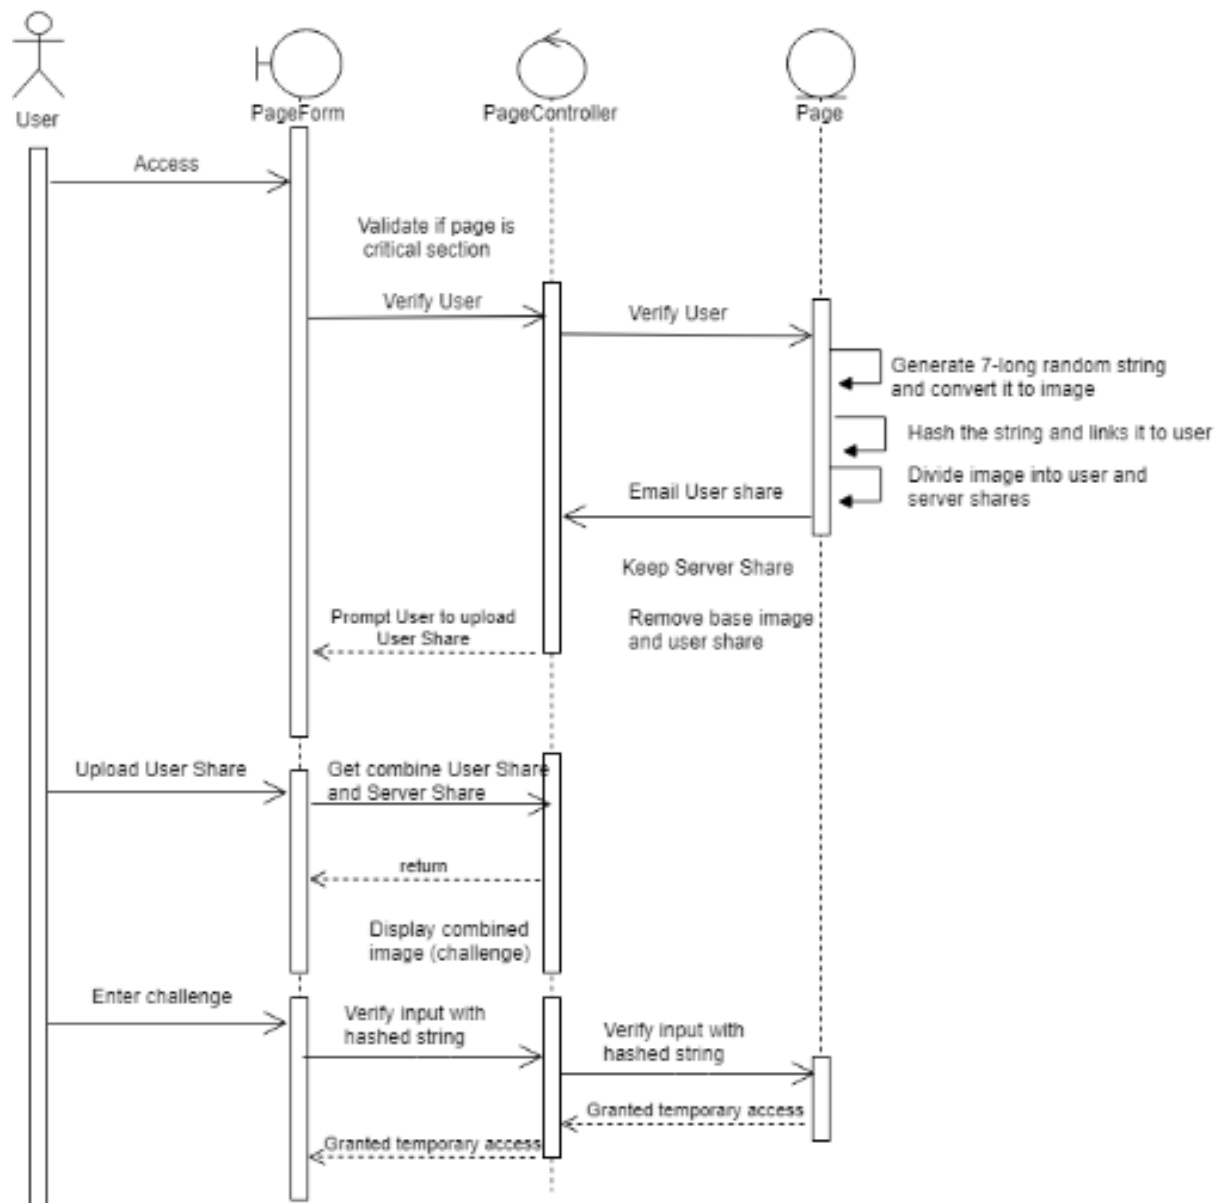 User
PageForm
PageController
Page
Access
Validate if page is
critical section
Verify User
Verify User
Generate 7-long random string
and convert it to image
Hash the string and links it to user
Divide image into user and
server shares
Email User share
Keep Server Share
Prompt User to upload
User Share
Remove base image
and user share
Upload User Share
Get combine User Share
and Server Share
return
Display combined
image (challenge)
Enter challenge
Verify input with
hashed string
Verify input with
hashed string
Granted temporary access
Granted temporary access